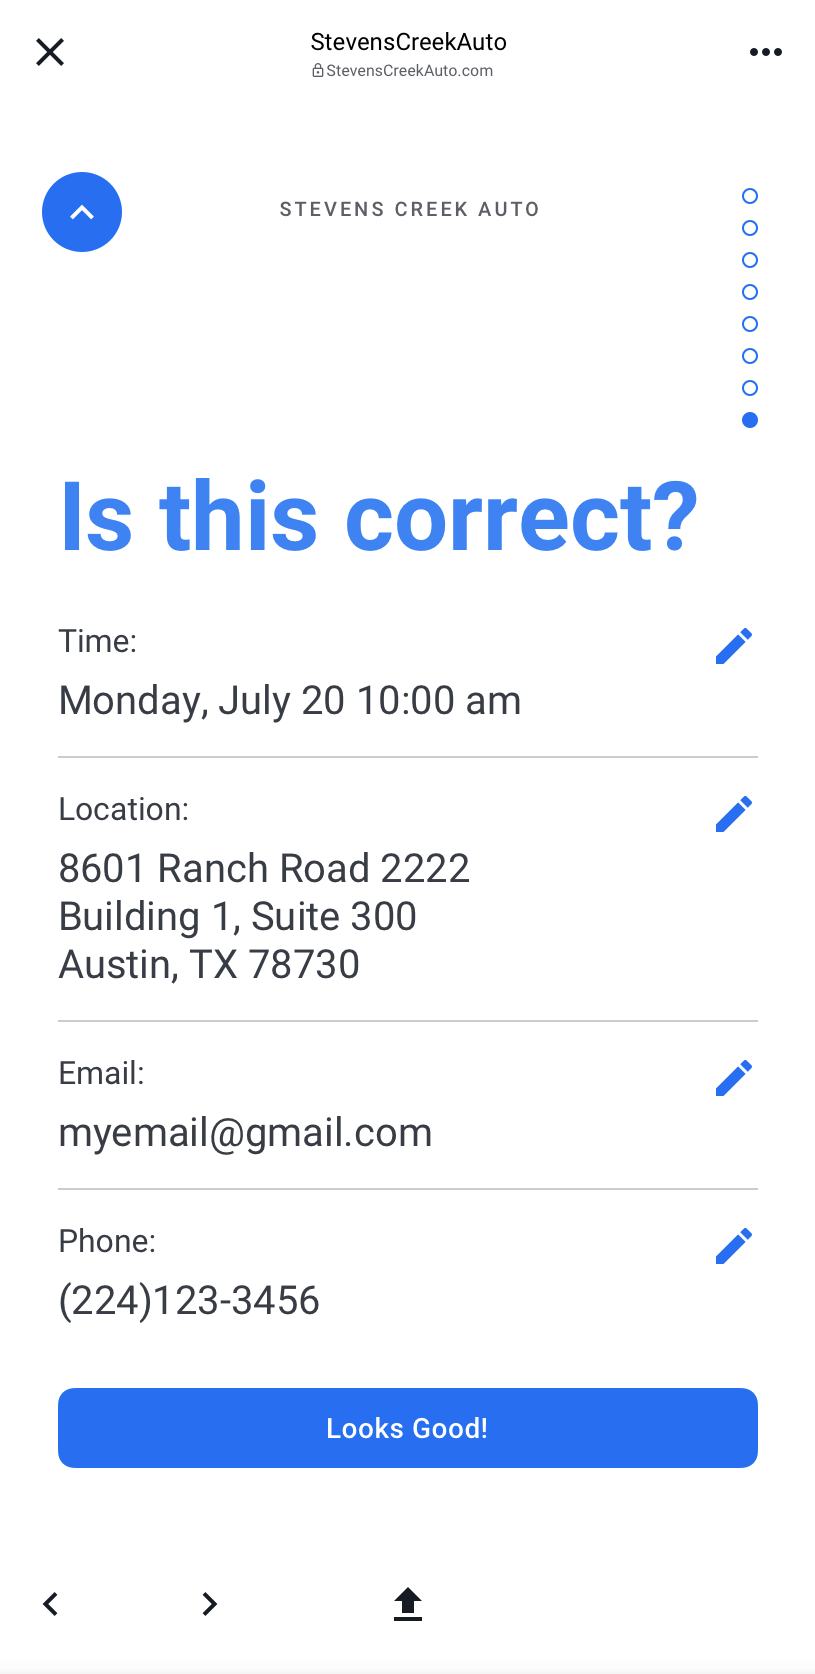 StevensCreekAuto
StevensCreekAuto.com
STEVENS CREEK AUTO
Is this correct?
Time:
Monday, July 20 10:00 am
Location:
8601 Ranch Road 2222
Building 1, Suite 300
Austin, TX 78730
Email:
myemail@gmail.com
Phone:
(224)123-3456
Looks Good!